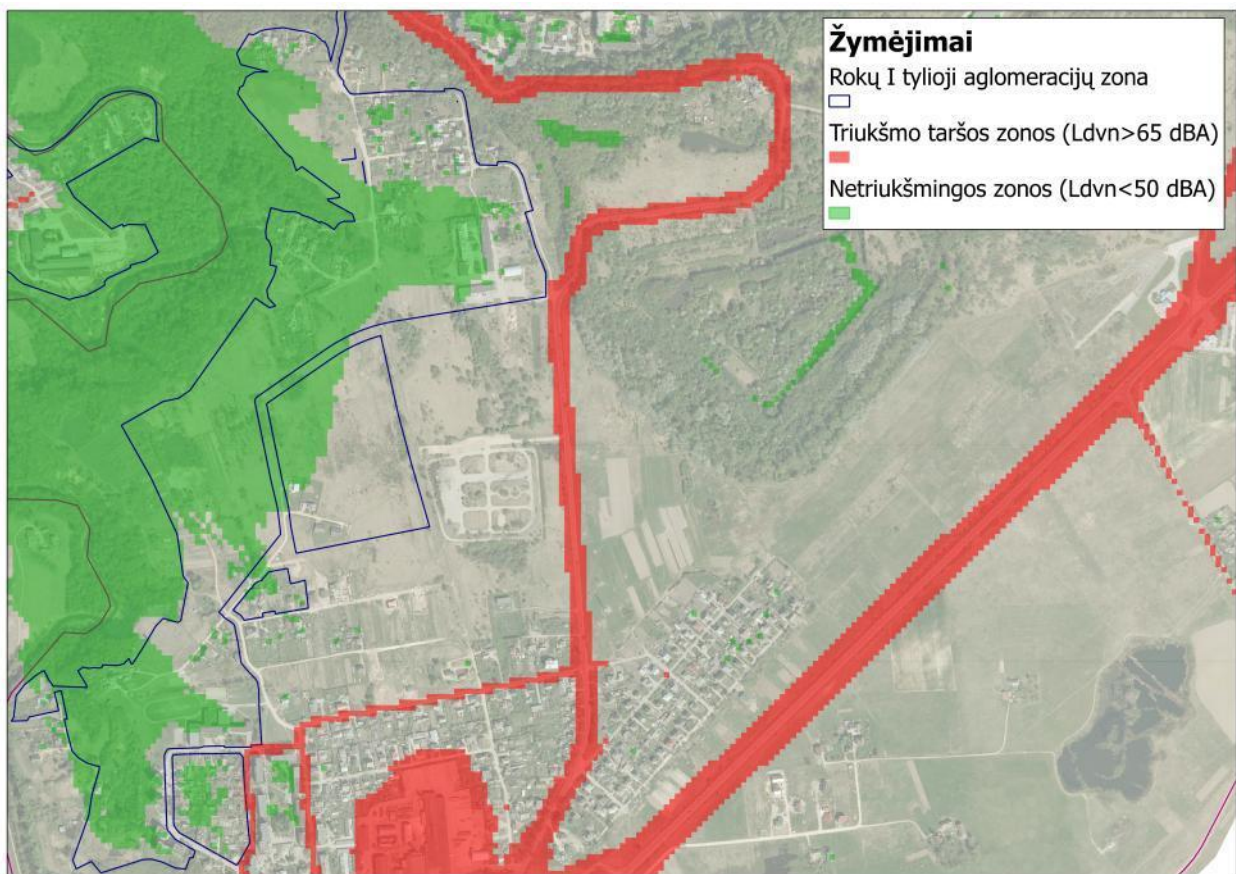 Žymėjimai
Rokų I tylioji aglomeracijų zona
Triukšmo taršos zonos (Ldvn>65 dBA)
Netriukšmingos zonos (Ldvn<50 dBA)